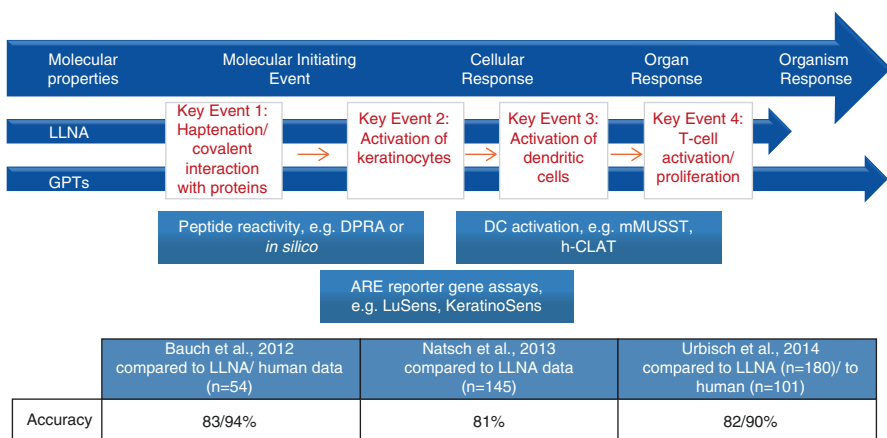 Molecular properties
Molecular Initiating Event
Cellular Response
Organ Response
Organism Response
LLNA
GPTs
Key Event 1:
Haptenation/
covalent
interaction
with proteins
Key Event 2:
Activation of
keratinocytes
Key Event 3:
Activation of
dendritic
cells
Key Event 4:
T-cell
activation/
proliferation
Peptide reactivity, e.g. DPRA or
in silico
DC activation, e.g. mMUSST,
h-CLAT
ARE reporter gene assays,
e.g. LuSens, KeratinoSens
Bauch et al., 2012
compared to LLNA/ human data
(n=54)
Natsch et al., 2013
compared to LLNA data
(n=145)
Urbisch et al., 2014
compared to LLNA (n=180)/ to
human (n=101)
Accuracy
83/94%
81%
82/90%